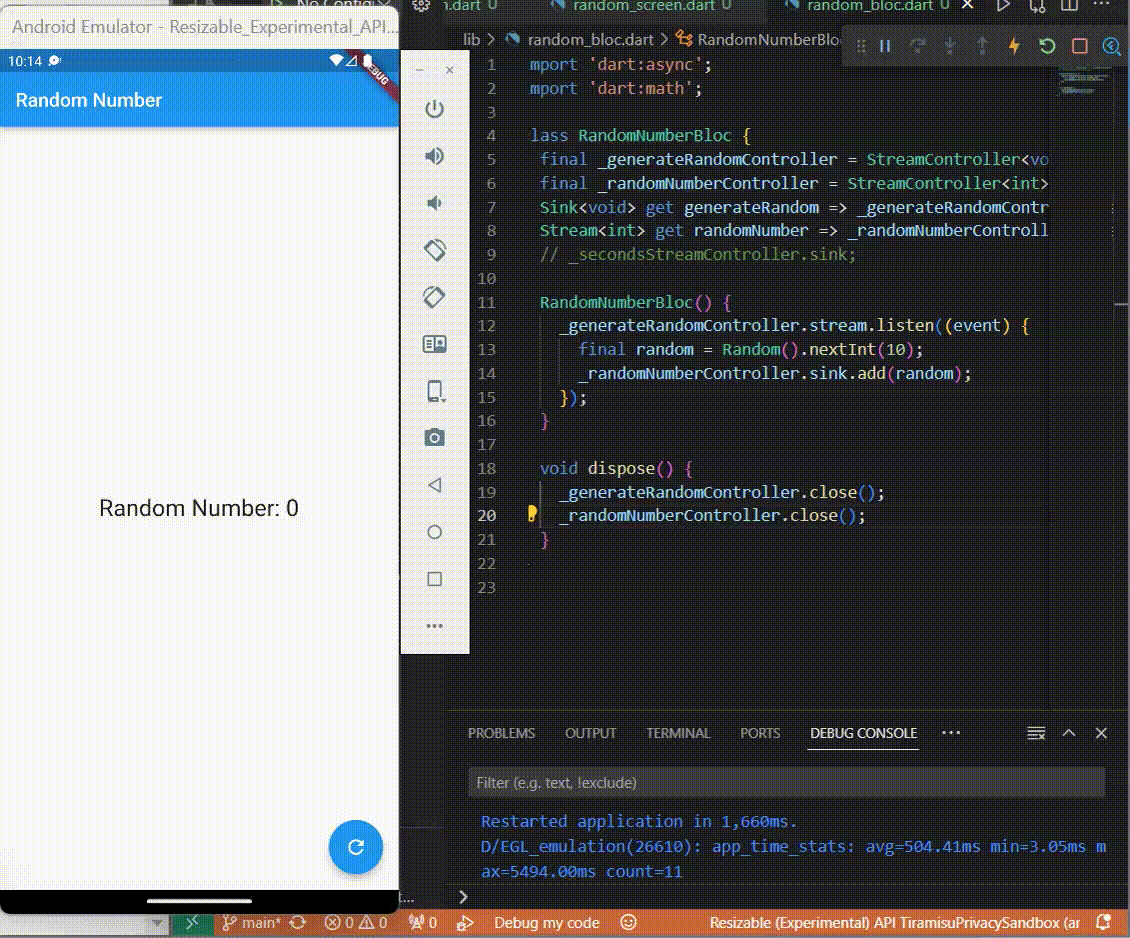 Android Emulator - Resizable_Experimental_API...
10:14
DEBUG
Random Number
Random Number: 0
No Config
.dart U
random_screen.dart U
random_bloc.dart U
lib > random_bloc.dart > RandomNumberBlo
1 mport 'dart:async';
2 mport 'dart:math';
3
4 lass RandomNumberBloc {
5 final _generateRandomController = StreamController<vo
6 final _randomNumberController = StreamController<int>
7 Sink<void> get generateRandom => _generateRandomContr
8 Stream<int> get randomNumber => _randomNumberControll
9 // _secondsStreamController.sink;
10
11 RandomNumberBloc() {
12 _generateRandomController.stream.listen((event) {
13 final random = Random().nextInt(10);
14 _randomNumberController.sink.add(random);
15 });
16 }
17
18 void dispose() {
19 _generateRandomController.close();
20 _randomNumberController.close();
21 }
22
23
PROBLEMS OUTPUT TERMINAL PORTS DEBUG CONSOLE ...
Filter (e.g. text, !exclude)
Restarted application in 1,660ms.
D/EGL_emulation(26610): app_time_stats: avg=504.41ms min=3.05ms m
ax=5494.00ms count=11
main* 0 0 0 Debug my code Resizable (Experimental) API TiramisuPrivacySandbox (ar